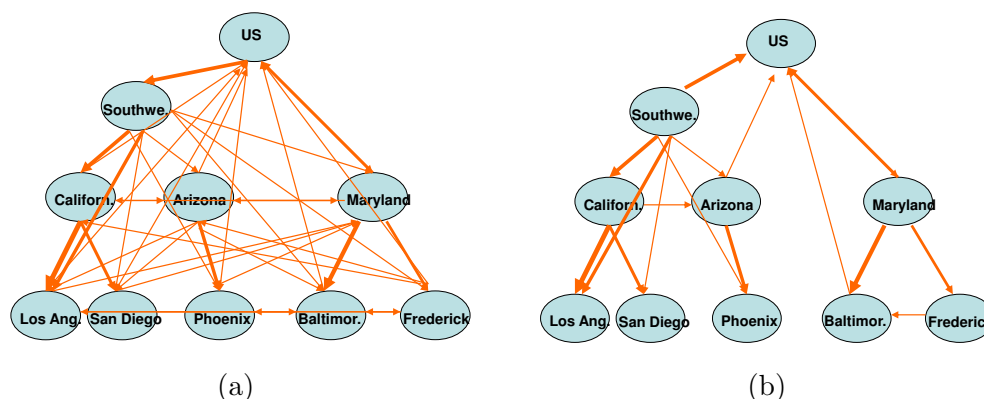 US
Southwe.
Californ.
Arizona
Maryland
Los Ang.
San Diego
Phoenix
Baltimor.
Frederick
(a)
US
Southwe.
Californ.
Arizona
Maryland
Los Ang.
San Diego
Phoenix
Baltimor.
Frederic
(b)